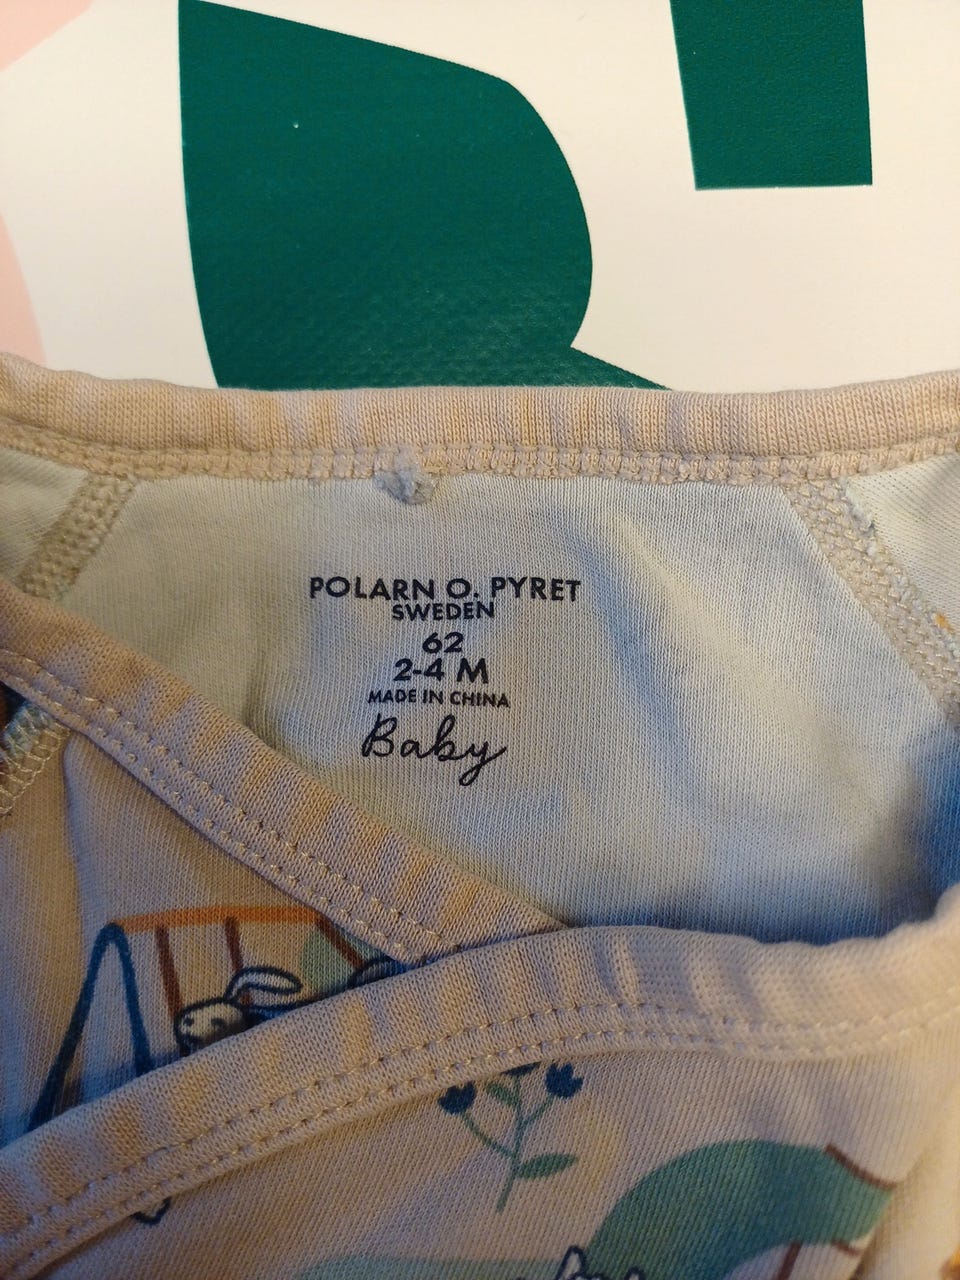 POLARN O. PYRET
SWEDEN
62
2-4 M
MADE IN CHINA
Baby